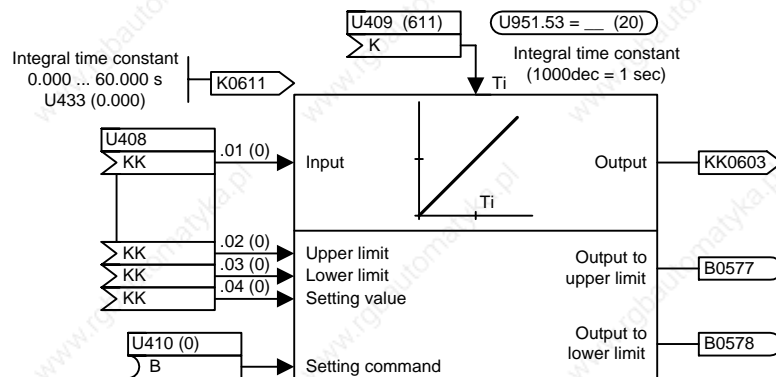 U409 (611)
K
U951.53 = __ (20)
Integral time constant
0.000 ... 60.000 s
U433 (0.000)
K0611
Integral time constant
(1000dec = 1 sec)
Ti
U408
KK
.01 (0)
Input
Ti
Output
KK0603
KK
.02 (0)
Upper limit
KK
.03 (0)
Lower limit
KK
.04 (0)
Setting value
Output to
upper limit
B0577
U410 (0)
B
Setting command
Output to
lower limit
B0578
www.rgbautomatyka.pl